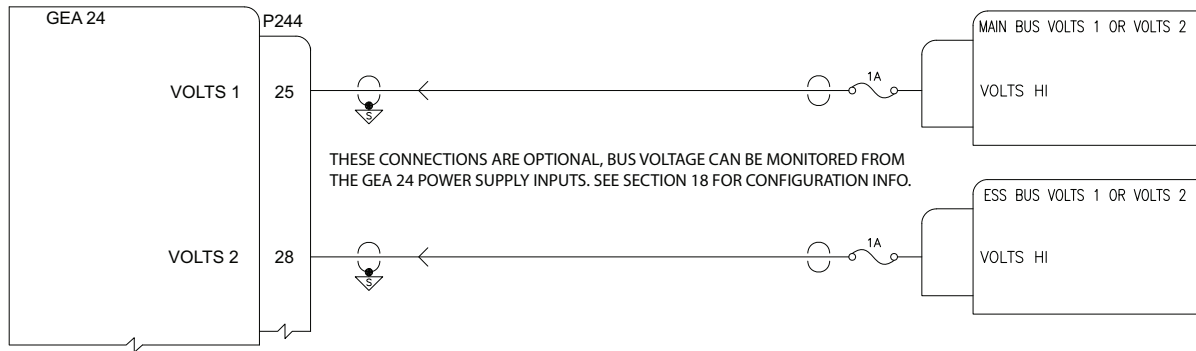 GEA 24
P244
MAIN BUS VOLTS 1 OR VOLTS 2
VOLTS 1
25
S
1A
VOLTS HI
THESE CONNECTIONS ARE OPTIONAL, BUS VOLTAGE CAN BE MONITORED FROM
THE GEA 24 POWER SUPPLY INPUTS. SEE SECTION 18 FOR CONFIGURATION INFO.
ESS BUS VOLTS 1 OR VOLTS 2
VOLTS 2
28
S
1A
VOLTS HI